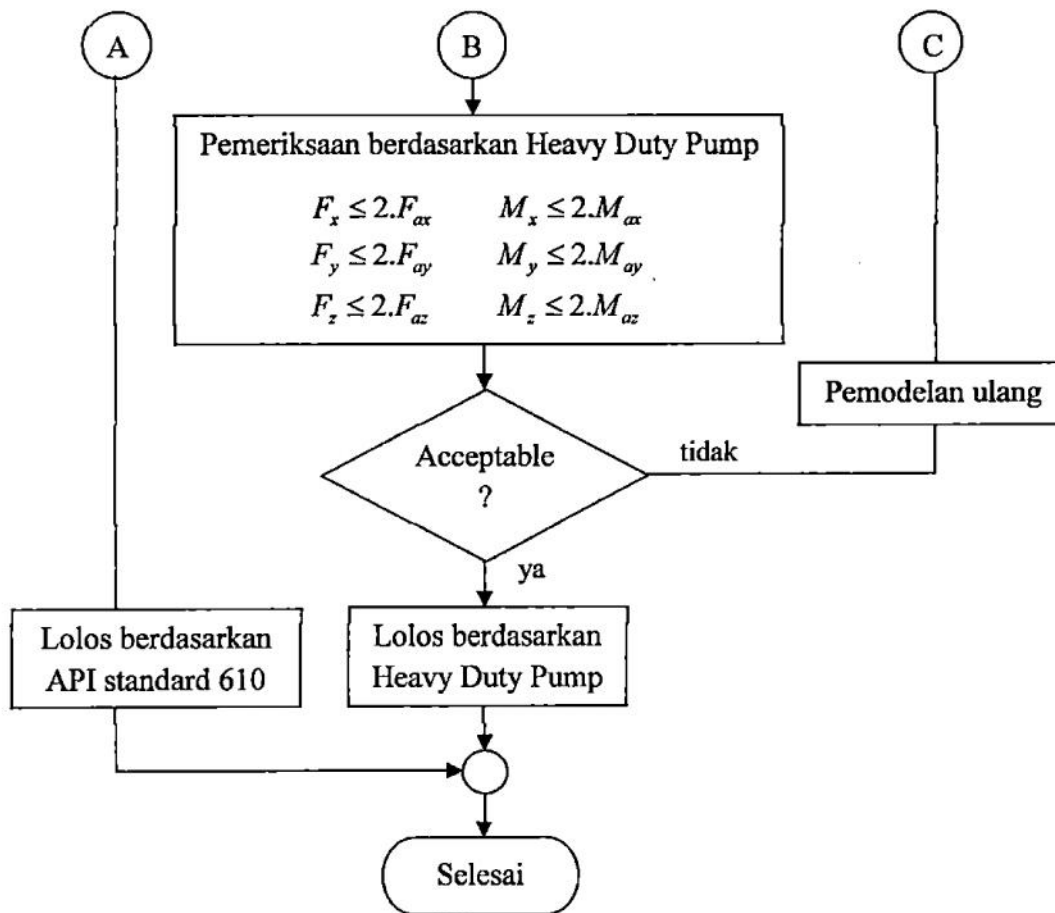 A
B
C
Pemeriksaan berdasarkan Heavy Duty Pump
F_x ≤ 2.F_ax M_x ≤ 2.M_ax
F_y ≤ 2.F_ay M_y ≤ 2.M_ay
F_z ≤ 2.F_az M_z ≤ 2.M_az
Pemodelan ulang
Acceptable
?
tidak
ya
Lolos berdasarkan
API standard 610
Lolos berdasarkan
Heavy Duty Pump
Selesai